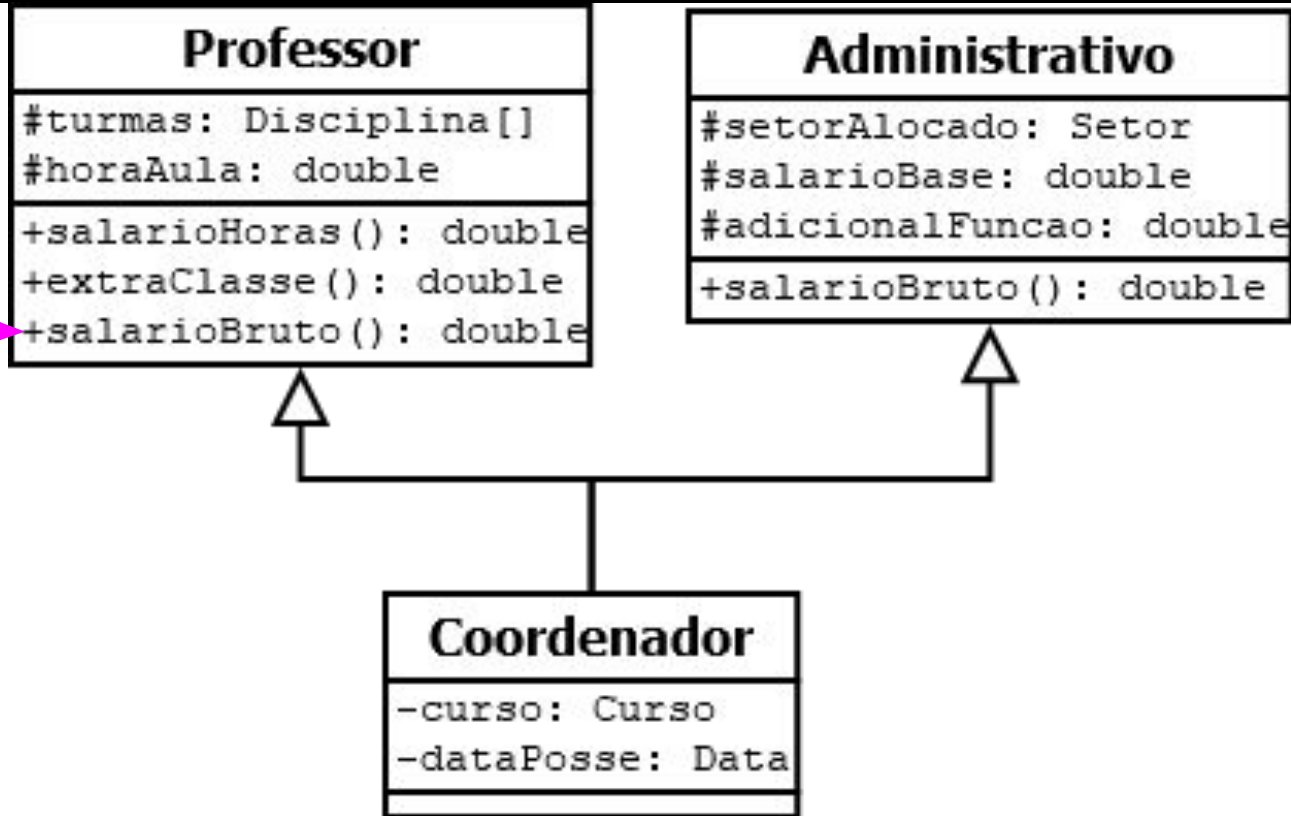 Professor
#turmas: Disciplina[]
#horaAula: double
+salarioHoras(): double
+extraClasse(): double
+salarioBruto(): double
Administrativo
#setorAlocado: Setor
#salarioBase: double
#adicionalFuncao: double
+salarioBruto(): double
Coordenador
-curso: Curso
-dataPosse: Data